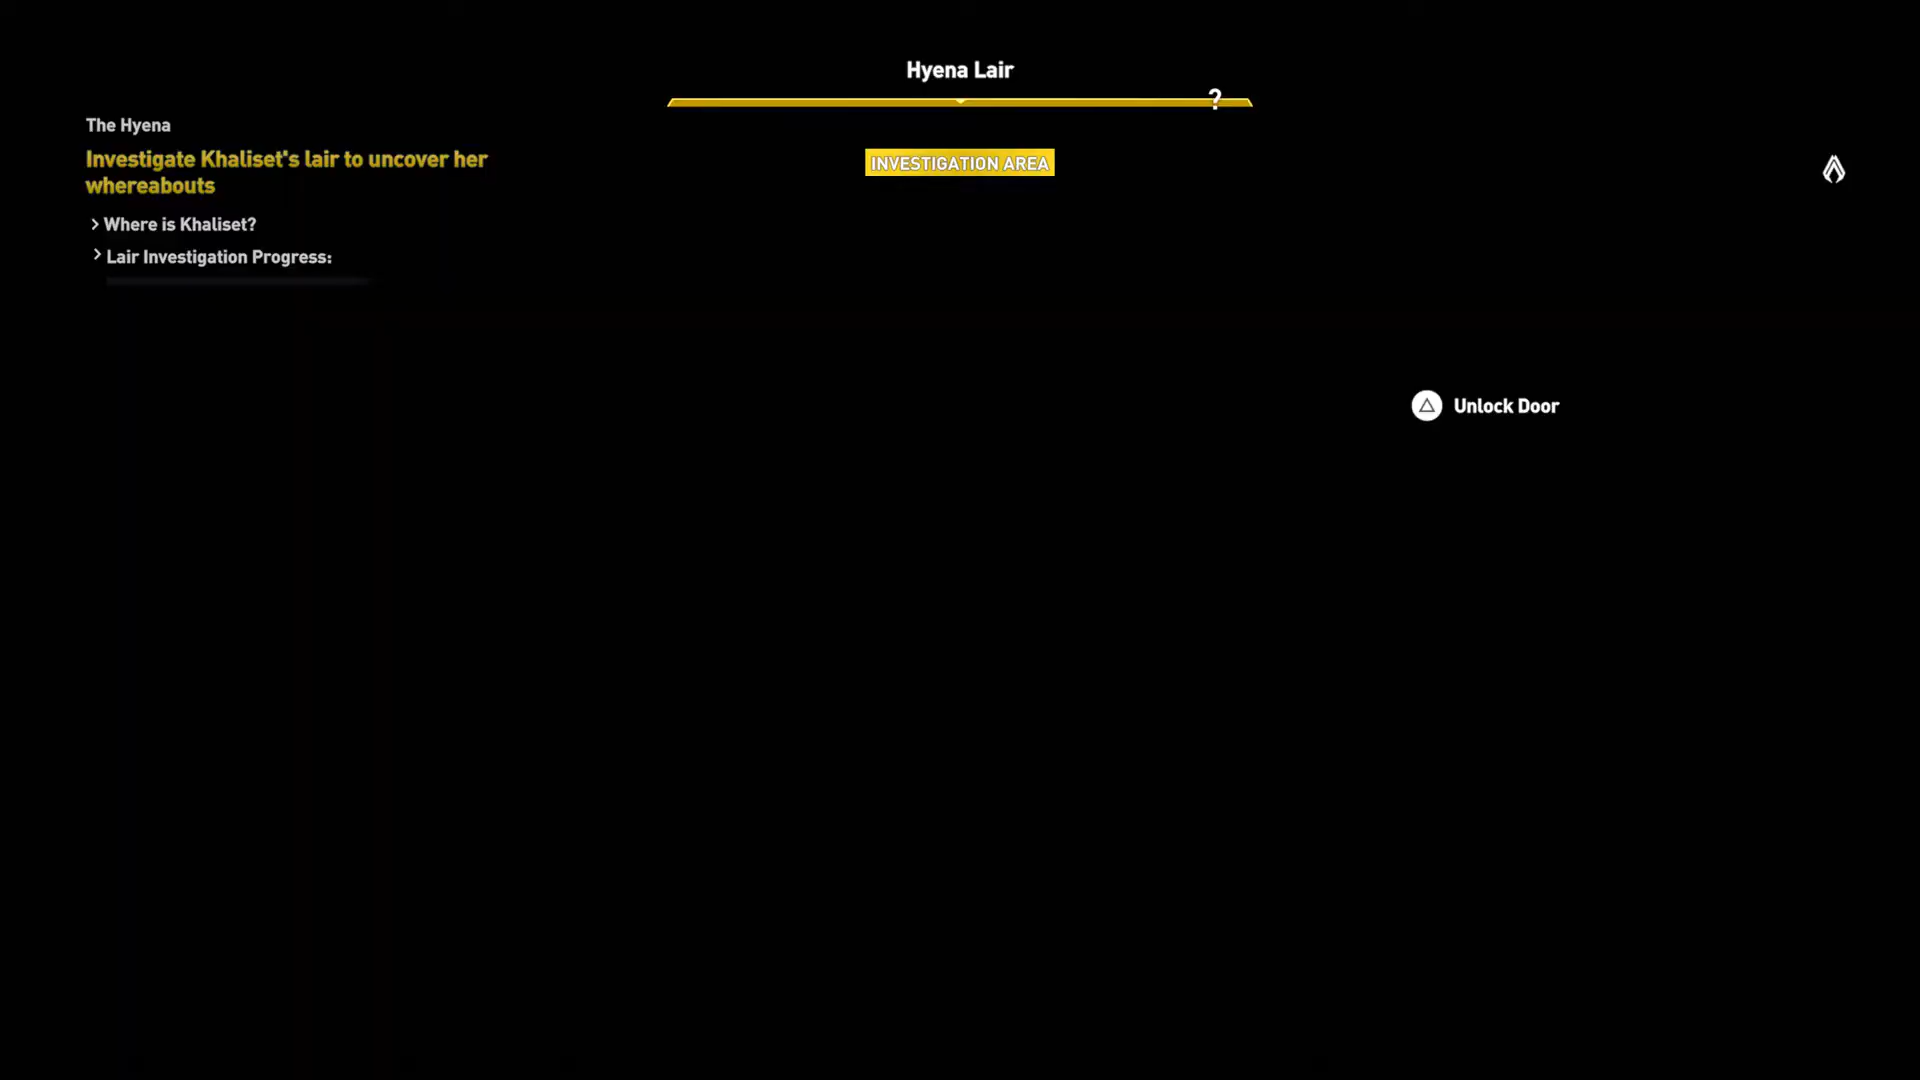 Hyena Lair
?
The Hyena
Investigate Khaliset's lair to uncover her
whereabouts
INVESTIGATION AREA
> Where is Khaliset?
> Lair Investigation Progress:
Unlock Door